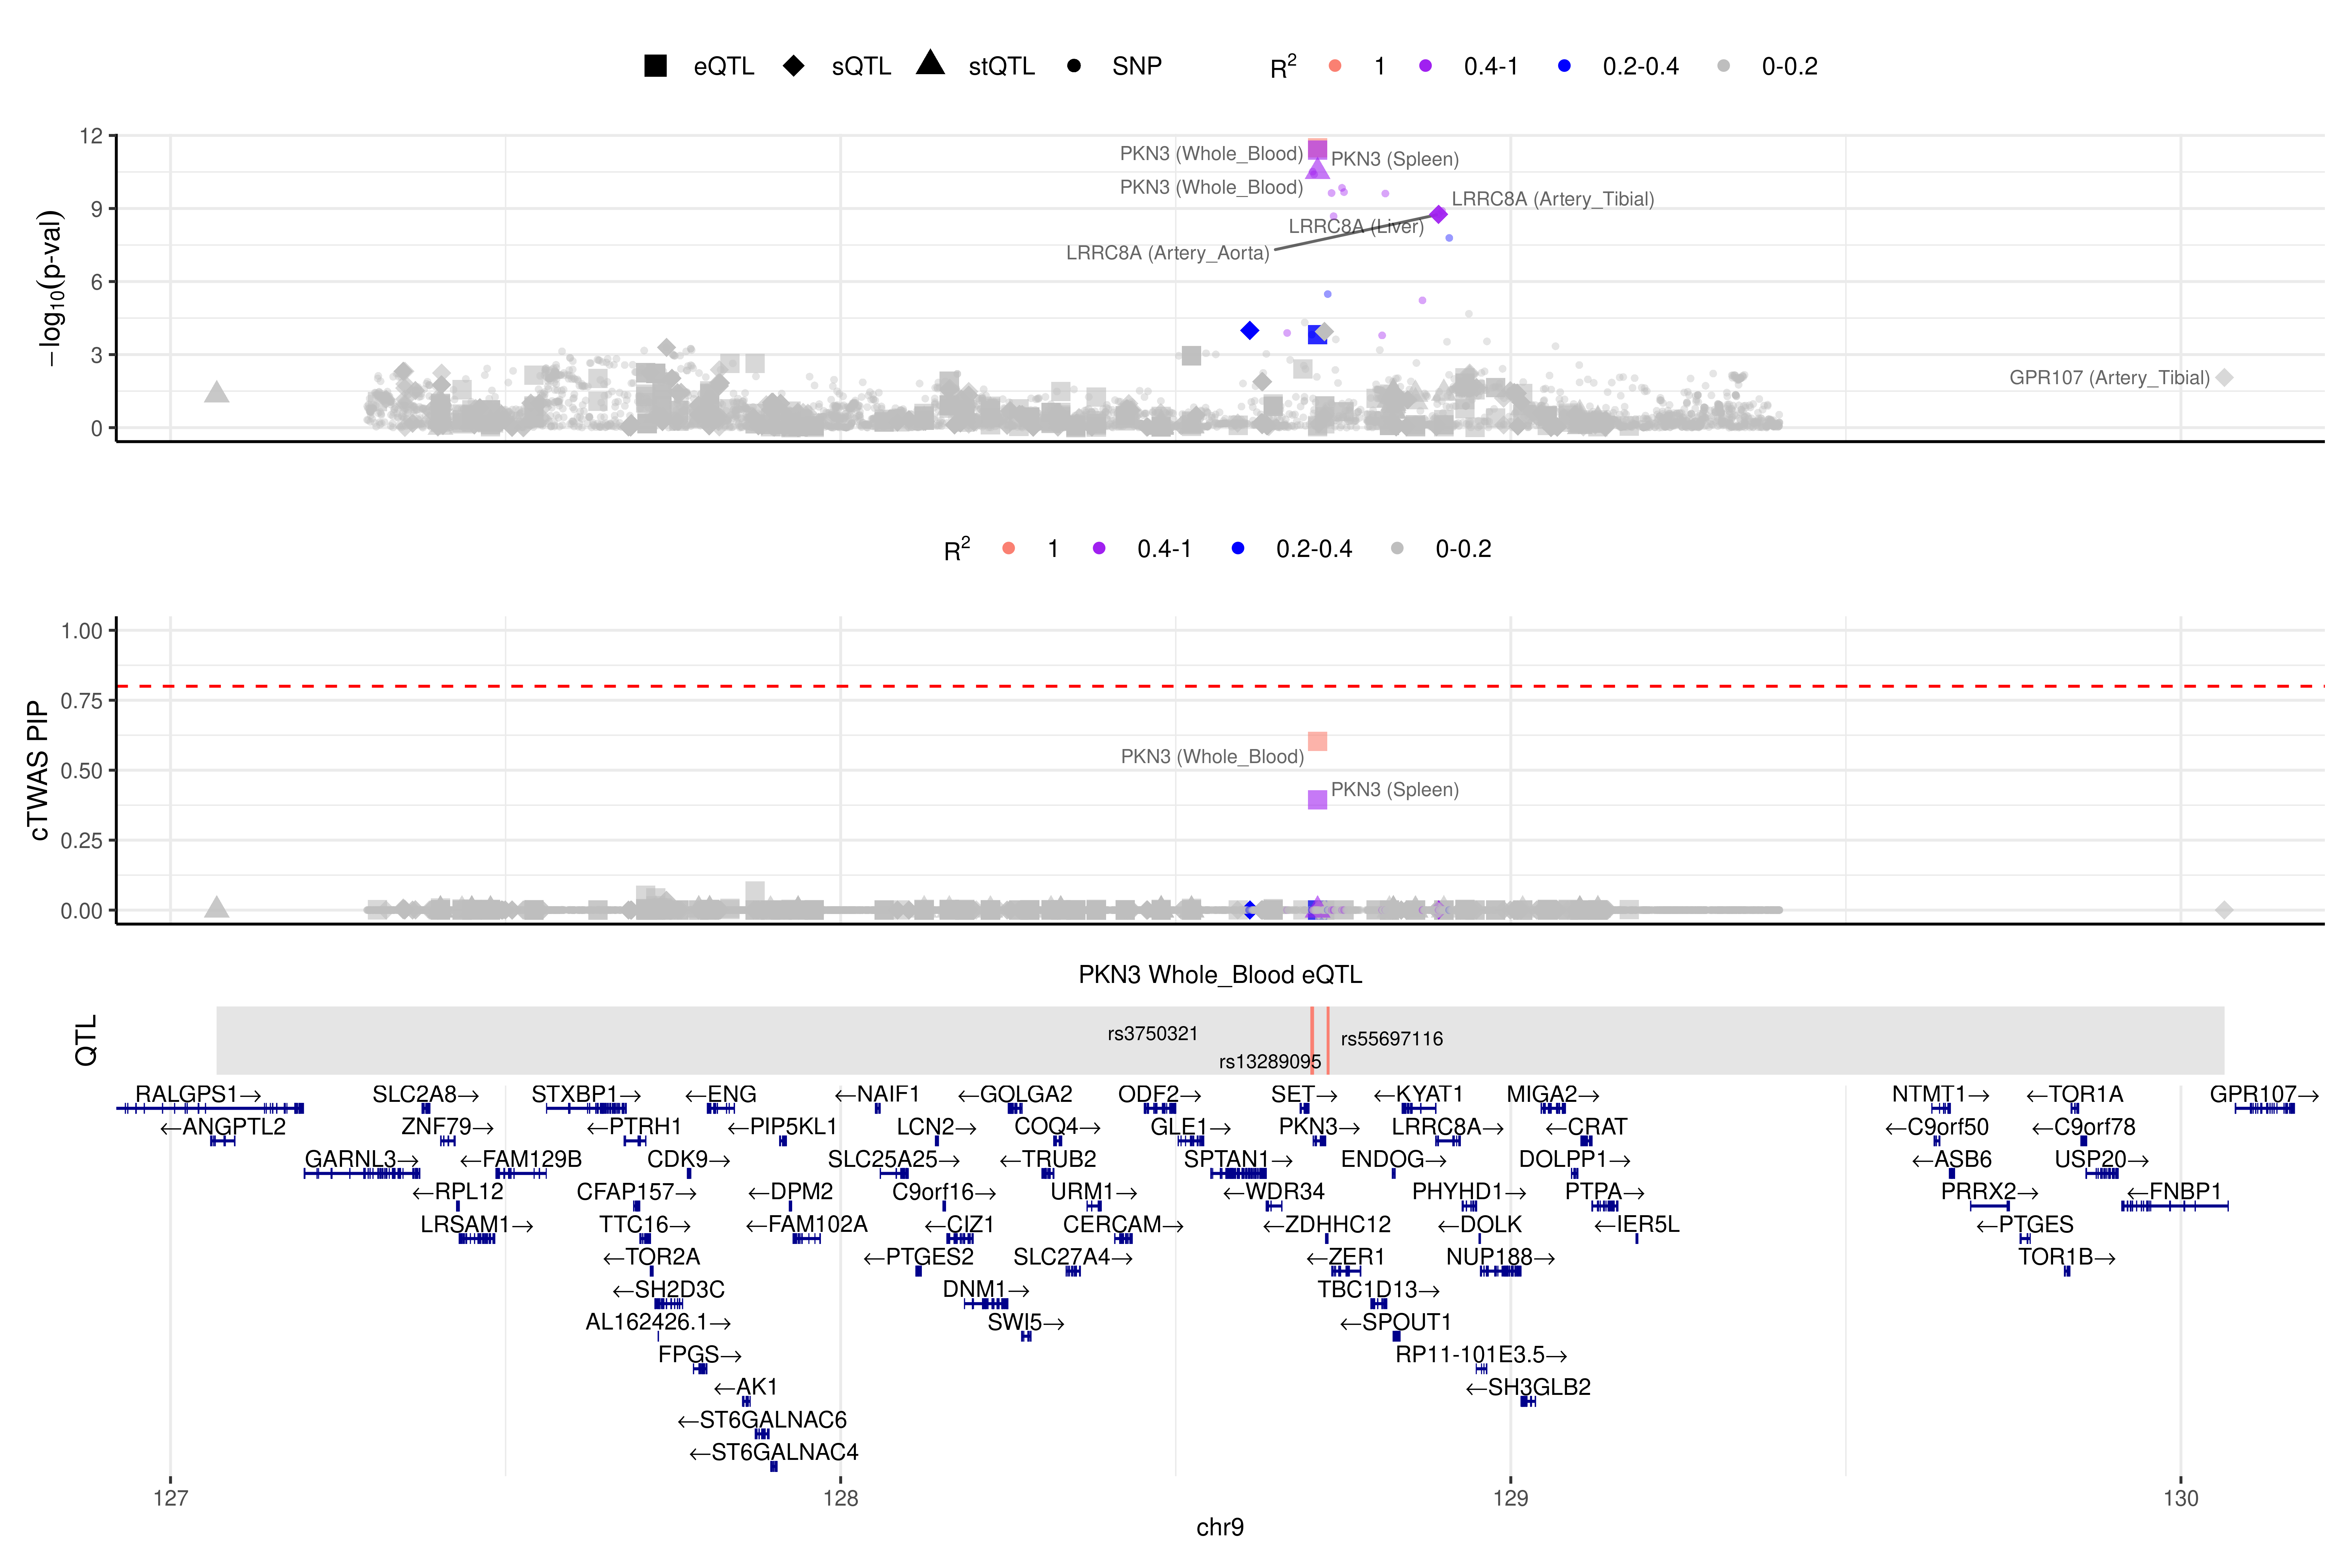 eQTL sQTL stQTL SNP R² 1 0.4-1 0.2-0.4 0-0.2
12
PKN3 (Whole_Blood)
PKN3 (Spleen)
PKN3 (Whole_Blood)
9
LRRC8A (Artery_Tibial)
LRRC8A (Liver)
LRRC8A (Artery_Aorta)
6
3
GPR107 (Artery_Tibial)
0
−log10(p-val)
R² 1 0.4-1 0.2-0.4 0-0.2
1.00
0.75
PKN3 (Whole_Blood)
0.50
PKN3 (Spleen)
0.25
0.00
cTWAS PIP
PKN3 Whole_Blood eQTL
QTL
rs3750321
rs55697116
rs13289095
RALGPS1→ SLC2A8→ STXBP1→ ←ENG ←NAIF1 ←GOLGA2 ODF2→ SET→ ←KYAT1 MIGA2→ NTMT1→ ←TOR1A GPR107→
←ANGPTL2 ZNF79→ ←PTRH1 ←PIP5KL1 LCN2→ COQ4→ GLE1→ PKN3→ LRRC8A→ ←CRAT ←C9orf50 ←C9orf78
GARNL3→ ←FAM129B CDK9→ SLC25A25→ ←TRUB2 SPTAN1→ ENDOG→ DOLPP1→ ←ASB6 USP20→
←RPL12 CFAP157→ ←DPM2 C9orf16→ URM1→ ←WDR34 PHYHD1→ PTPA→ PRRX2→ ←FNBP1
LRSAM1→ TTC16→ ←FAM102A ←CIZ1 CERCAM→ ←ZDHHC12 ←DOLK ←IER5L ←PTGES
←TOR2A ←PTGES2 SLC27A4→ ←ZER1 NUP188→ TOR1B→
←SH2D3C DNM1→ TBC1D13→
AL162426.1→ SWI5→ ←SPOUT1
FPGS→ RP11-101E3.5→
←AK1 ←SH3GLB2
←ST6GALNAC6
←ST6GALNAC4
127 128 129 130
chr9